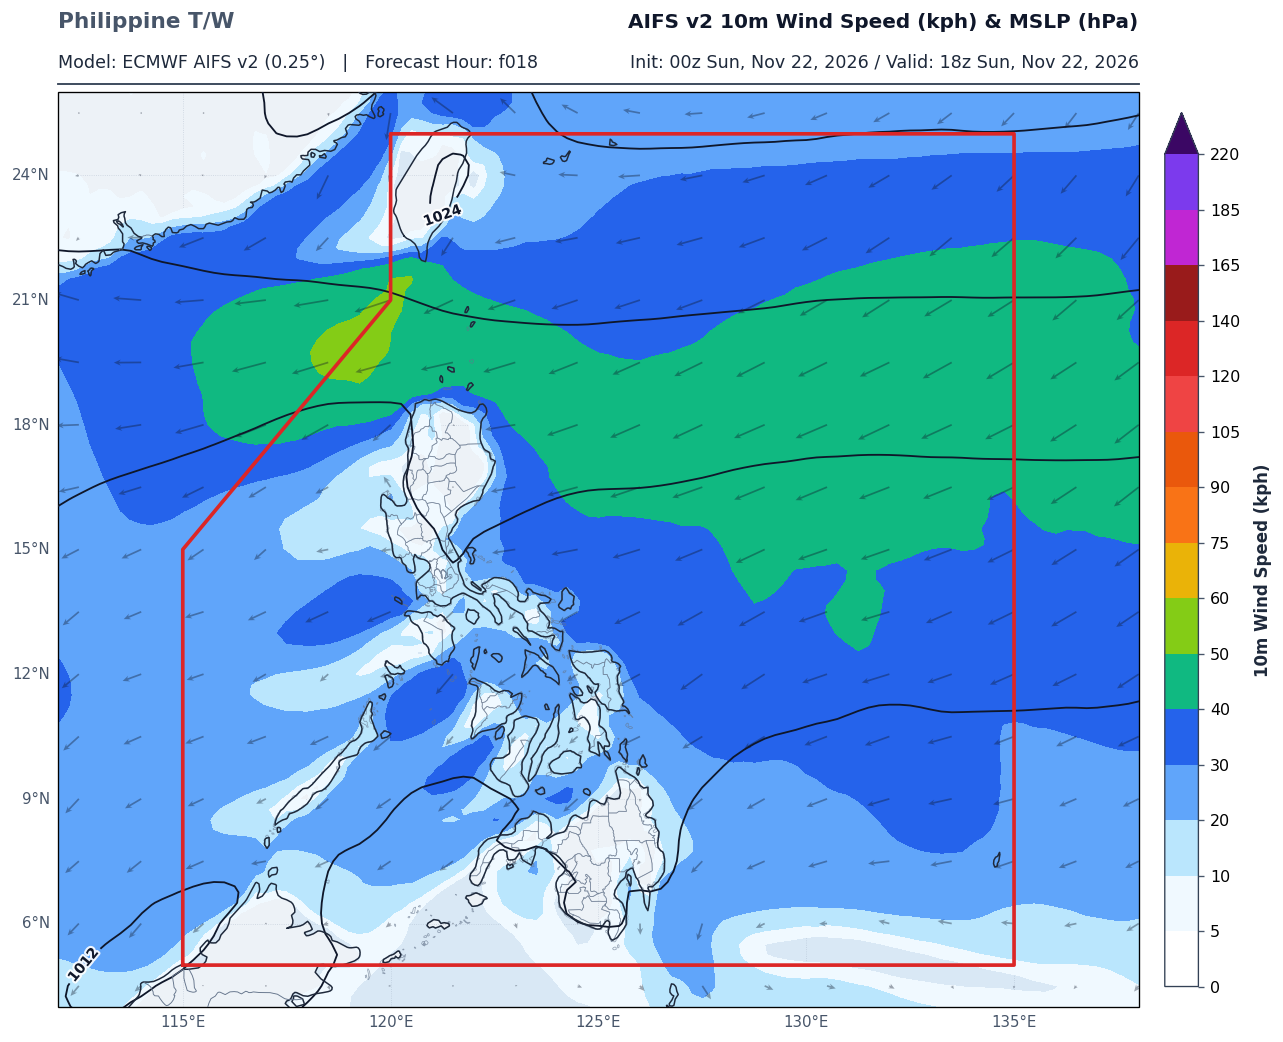 Philippine T/W
AIFS v2 10m Wind Speed (kph) & MSLP (hPa)
Model: ECMWF AIFS v2 (0.25°) | Forecast Hour: f018
Init: 00z Sun, Nov 22, 2026 / Valid: 18z Sun, Nov 22, 2026
24°N
21°N
18°N
15°N
12°N
9°N
6°N
1024
1012
115°E
120°E
125°E
130°E
135°E
220
185
165
140
120
105
90
75
60
50
40
30
20
10
5
0
10m Wind Speed (kph)